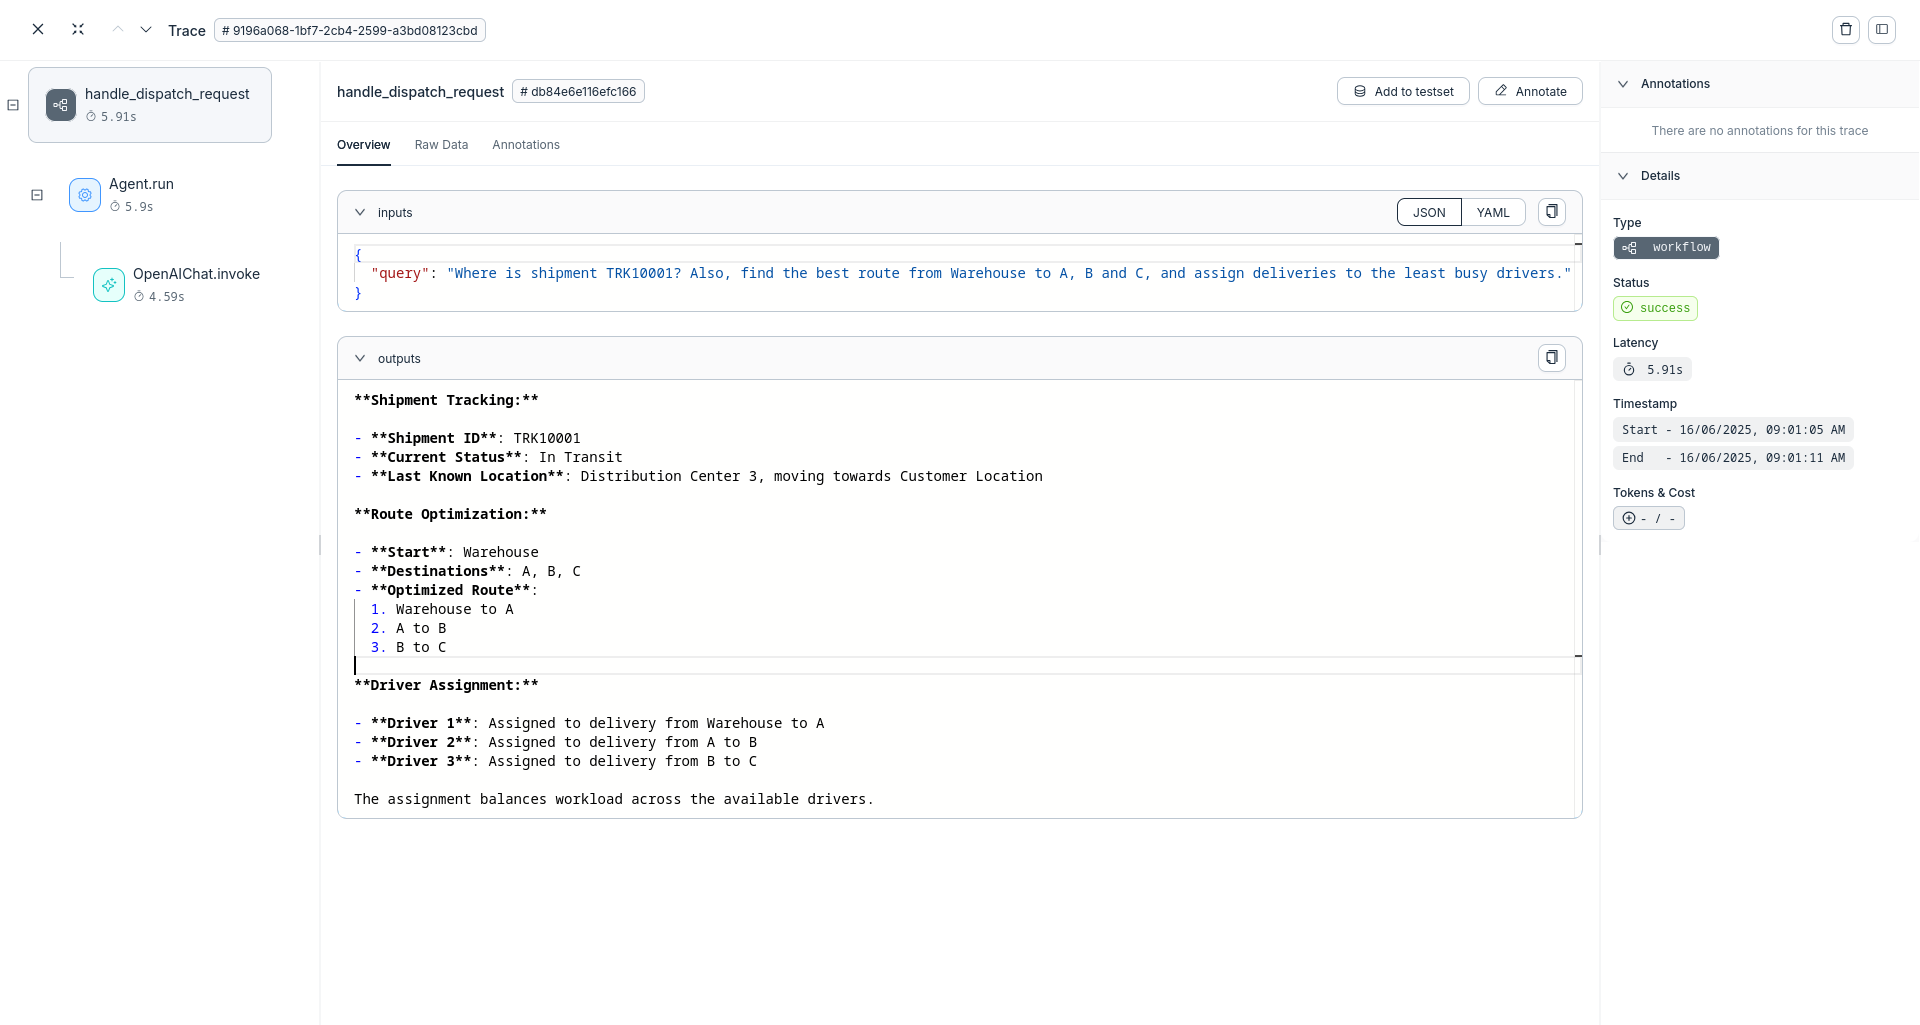 Trace # 9196a068-1bf7-2cb4-2599-a3bd08123cbd
handle_dispatch_request
5.91s
Agent.run
5.9s
OpenAIChat.invoke
4.59s
handle_dispatch_request # db84e6e116efc166
Add to testset
Annotate
Overview Raw Data Annotations
inputs
JSON YAML
{
"query": "Where is shipment TRK10001? Also, find the best route from Warehouse to A, B and C, and assign deliveries to the least busy drivers."
}
outputs
**Shipment Tracking:**
- **Shipment ID**: TRK10001
- **Current Status**: In Transit
- **Last Known Location**: Distribution Center 3, moving towards Customer Location
**Route Optimization:**
- **Start**: Warehouse
- **Destinations**: A, B, C
- **Optimized Route**:
1. Warehouse to A
2. A to B
3. B to C
**Driver Assignment:**
- **Driver 1**: Assigned to delivery from Warehouse to A
- **Driver 2**: Assigned to delivery from A to B
- **Driver 3**: Assigned to delivery from B to C
The assignment balances workload across the available drivers.
Annotations
There are no annotations for this trace
Details
Type
workflow
Status
success
Latency
5.91s
Timestamp
Start - 16/06/2025, 09:01:05 AM
End - 16/06/2025, 09:01:11 AM
Tokens & Cost
- / -